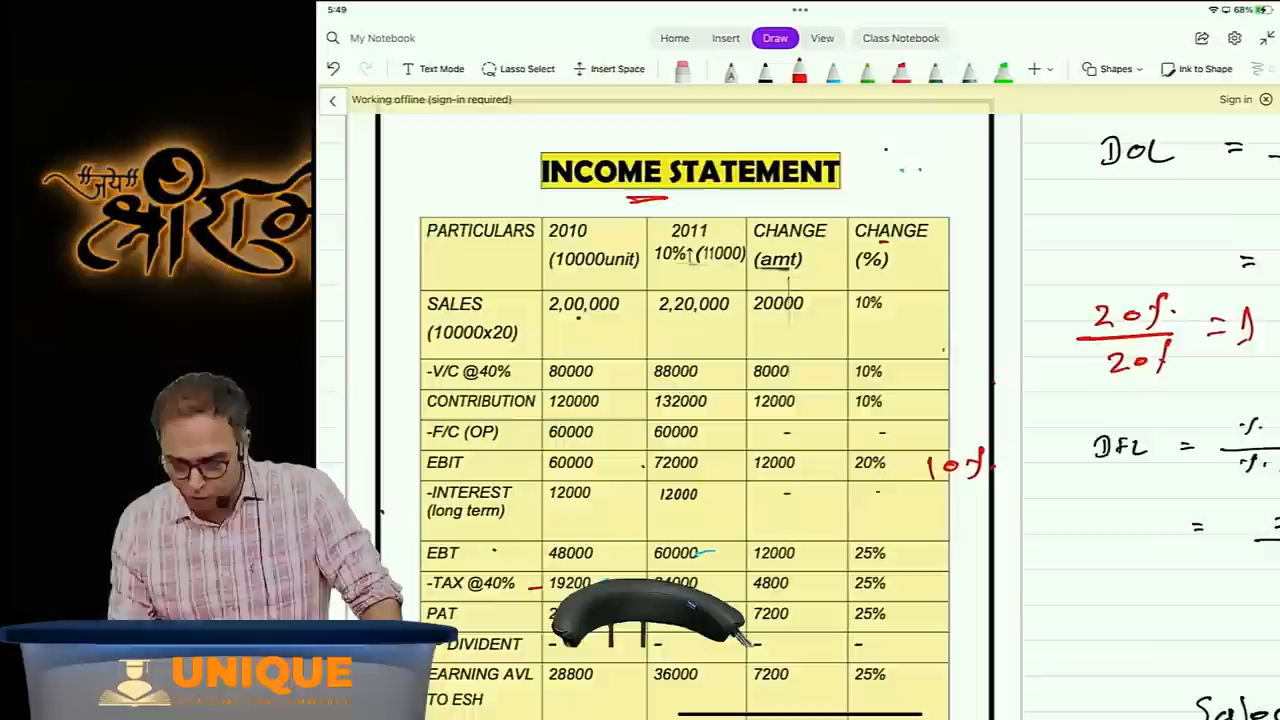 5:49
68%
My Notebook
Home Insert Draw View Class Notebook
Text Mode Lasso Select Insert Space Shapes Ink to Shape
Working offline (sign-in required) Sign in
#जय#
श्रीराम
INCOME STATEMENT
PARTICULARS 2010 (10000unit) 2011 10%↑(11000) CHANGE (amt) CHANGE (%)
SALES (10000x20) 2,00,000 2,20,000 20000 10%
-V/C @40% 80000 88000 8000 10%
CONTRIBUTION 120000 132000 12000 10%
-F/C (OP) 60000 60000 - -
EBIT 60000 72000 12000 20%
10%
-INTEREST (long term) 12000 12000 - -
EBT 48000 60000 12000 25%
-TAX @40% 19200 4800 25%
PAT 7200 25%
DIVIDENT - - - -
EARNING AVL TO ESH 28800 36000 7200 25%
DOL =
=
20% / 20% = 1
DFL = % / %
=
Sales
UNIQUE